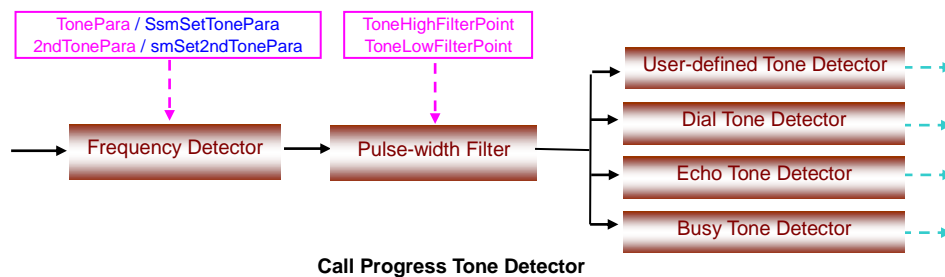 TonePara / SsmSetTonePara
2ndTonePara / smSet2ndTonePara
ToneHighFilterPoint
ToneLowFilterPoint
User-defined Tone Detector
Dial Tone Detector
Frequency Detector
Pulse-width Filter
Echo Tone Detector
Busy Tone Detector
Call Progress Tone Detector